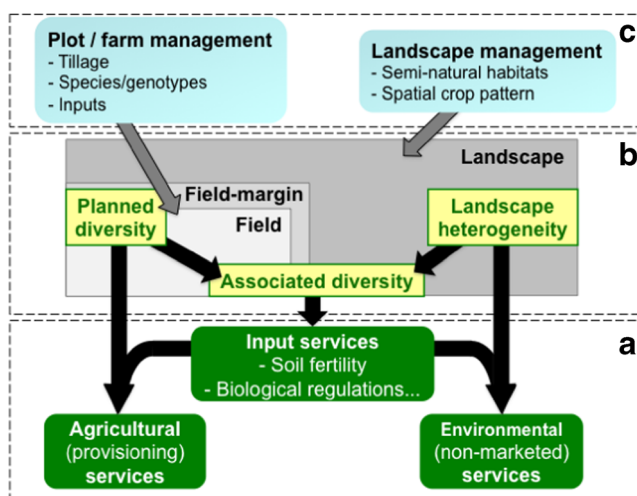 c
Plot / farm management
- Tillage
- Species/genotypes
- Inputs
Landscape management
- Semi-natural habitats
- Spatial crop pattern
b
Landscape
Field-margin
Field
Planned
diversity
Landscape
heterogeneity
Associated diversity
a
Input services
- Soil fertility
- Biological regulations...
Agricultural
(provisioning)
services
Environmental
(non-marketed)
services